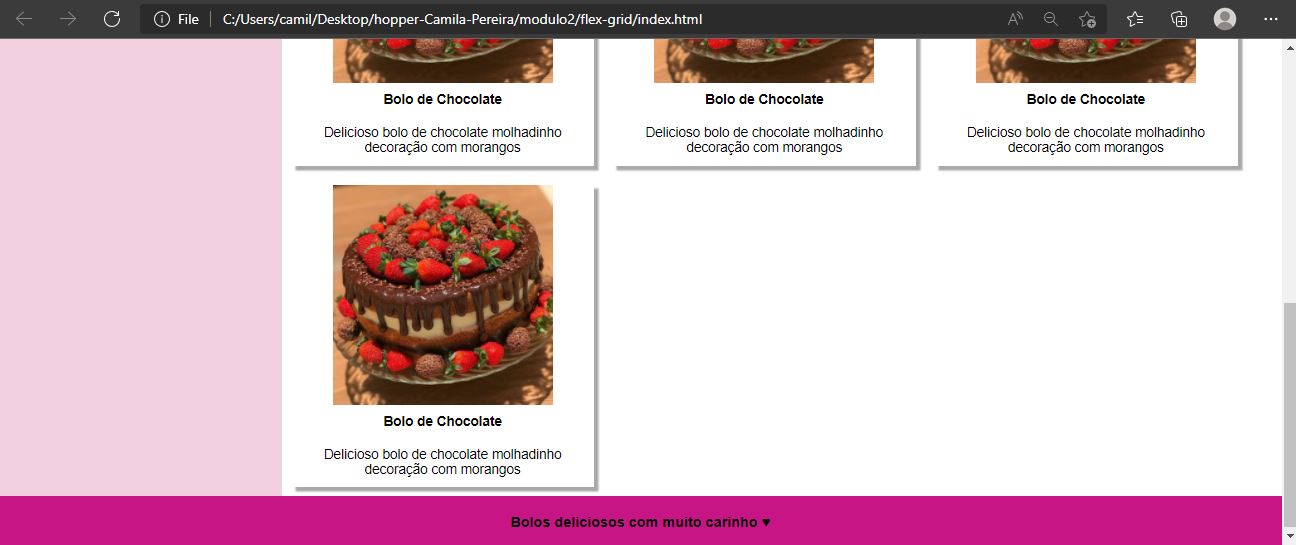 File
C:/Users/camil/Desktop/hopper-Camila-Pereira/modulo2/flex-grid/index.html
Bolo de Chocolate
Delicioso bolo de chocolate molhadinho
decoração com morangos
Bolo de Chocolate
Delicioso bolo de chocolate molhadinho
decoração com morangos
Bolo de Chocolate
Delicioso bolo de chocolate molhadinho
decoração com morangos
Bolo de Chocolate
Delicioso bolo de chocolate molhadinho
decoração com morangos
Bolos deliciosos com muito carinho ♥